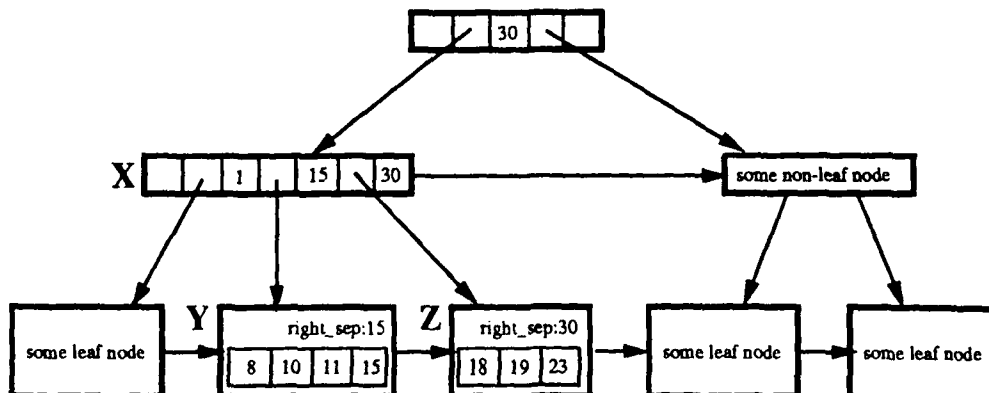 30
X 1 15 30 some non-leaf node
some leaf node
Y right_sep:15
8 10 11 15
Z right_sep:30
18 19 23
some leaf node
some leaf node